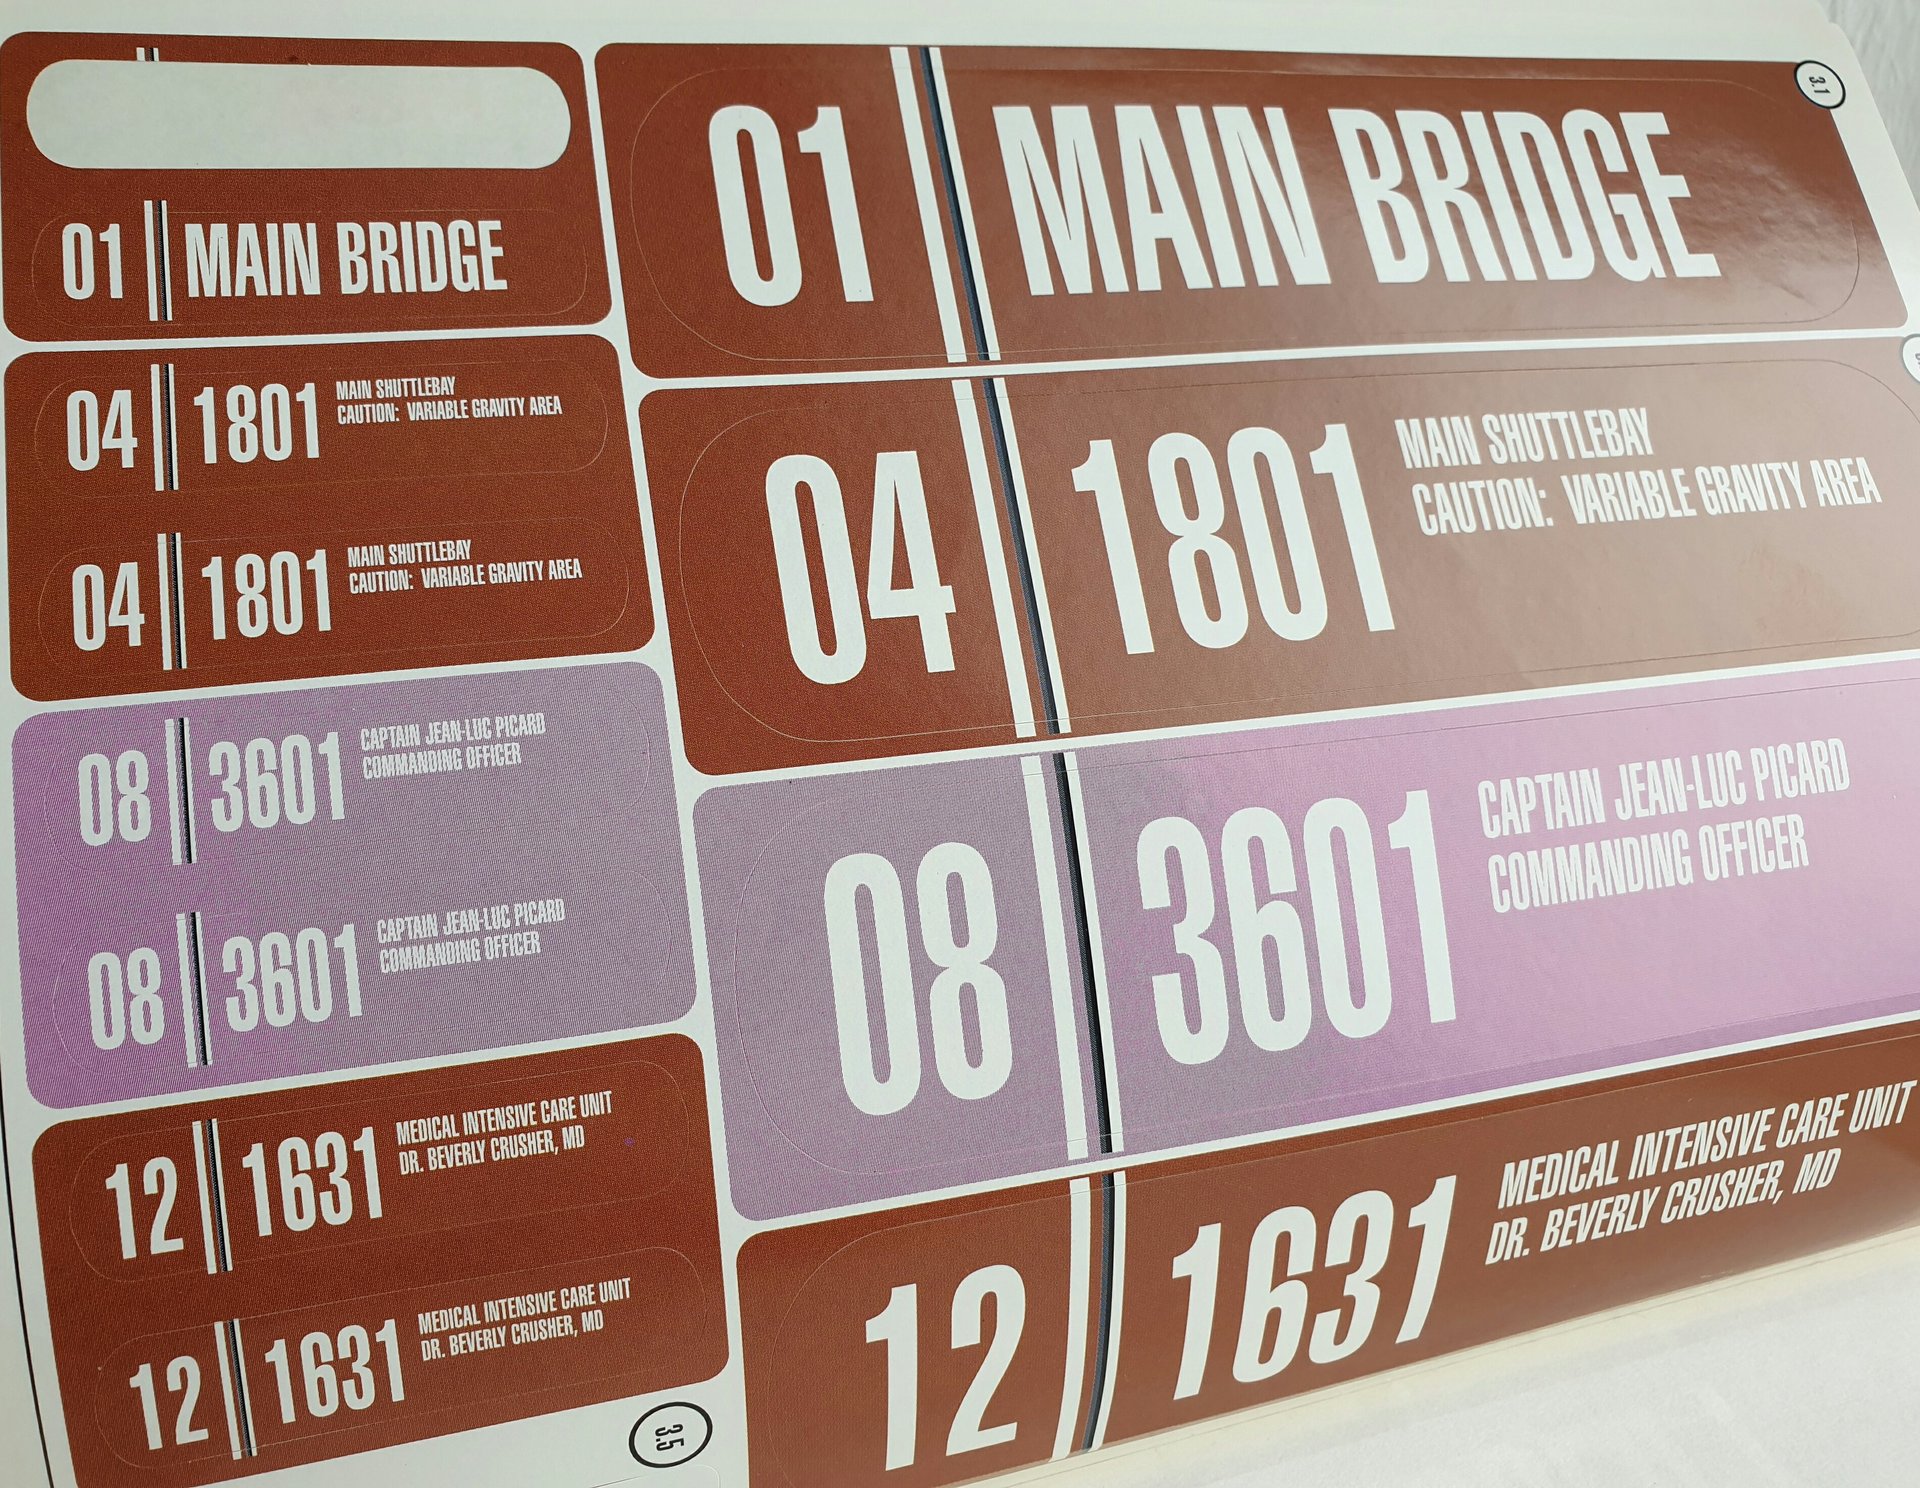 01 MAIN BRIDGE
04 1801 MAIN SHUTTLEBAY
CAUTION: VARIABLE GRAVITY AREA
04 1801 MAIN SHUTTLEBAY
CAUTION: VARIABLE GRAVITY AREA
08 3601 CAPTAIN JEAN-LUC PICARD
COMMANDING OFFICER
08 3601 CAPTAIN JEAN-LUC PICARD
COMMANDING OFFICER
12 1631 MEDICAL INTENSIVE CARE UNIT
DR. BEVERLY CRUSHER, MD
12 1631 MEDICAL INTENSIVE CARE UNIT
DR. BEVERLY CRUSHER, MD
3.5
01 MAIN BRIDGE
3.1
04 1801 MAIN SHUTTLEBAY
CAUTION: VARIABLE GRAVITY AREA
08 3601 CAPTAIN JEAN-LUC PICARD
COMMANDING OFFICER
12 1631 MEDICAL INTENSIVE CARE UNIT
DR. BEVERLY CRUSHER, MD